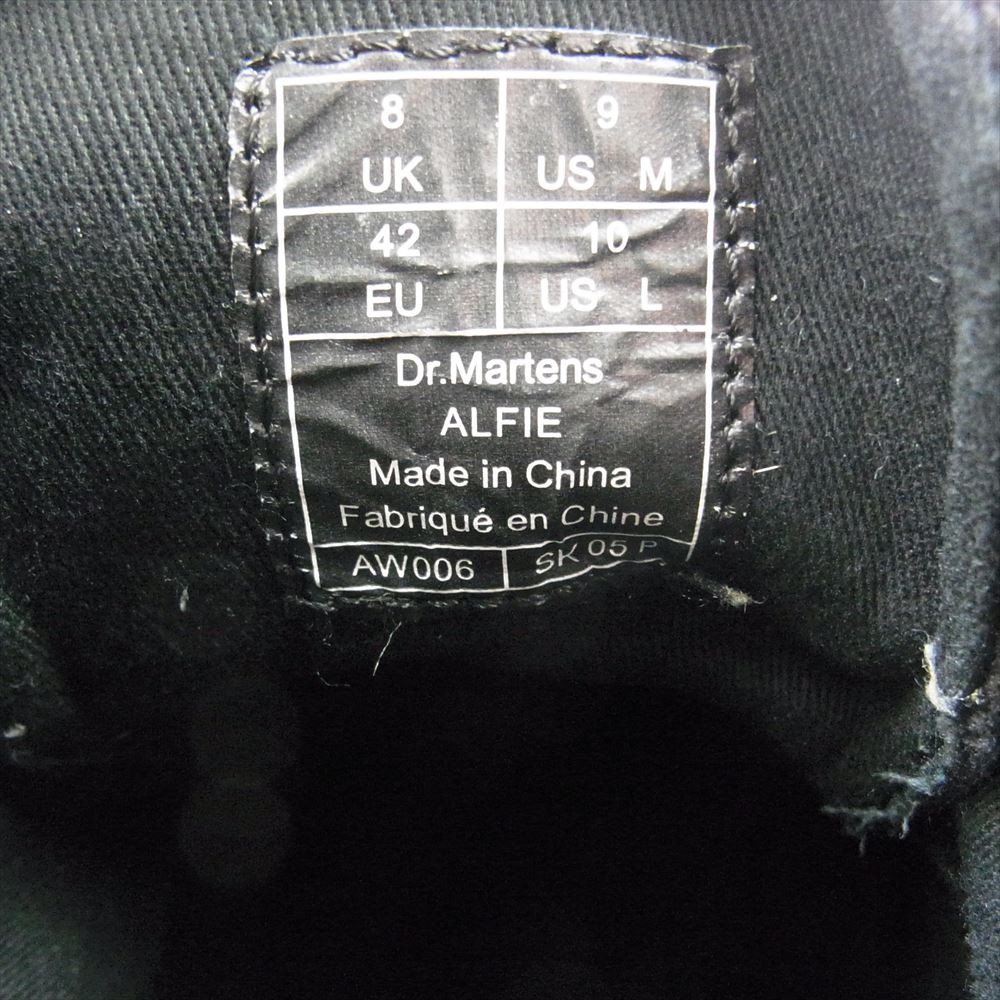 8 9
UK US M
42 10
EU US L
Dr.Martens
ALFIE
Made in China
Fabriqué en Chine
AW006 SK 05 P